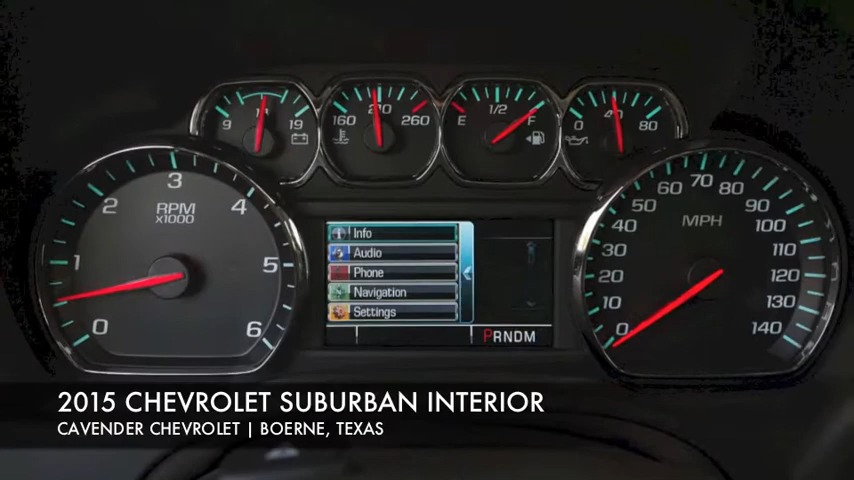 9 14 19
160 210 260
E 1/2 F
0 40 80
0 1 2 3 4 5 6
RPM
x1000
Info
Audio
Phone
Navigation
Settings
PRNDM
0 10 20 30 40 50 60 70 80 90 100 110 120 130 140
MPH
2015 CHEVROLET SUBURBAN INTERIOR
CAVENDER CHEVROLET | BOERNE, TEXAS